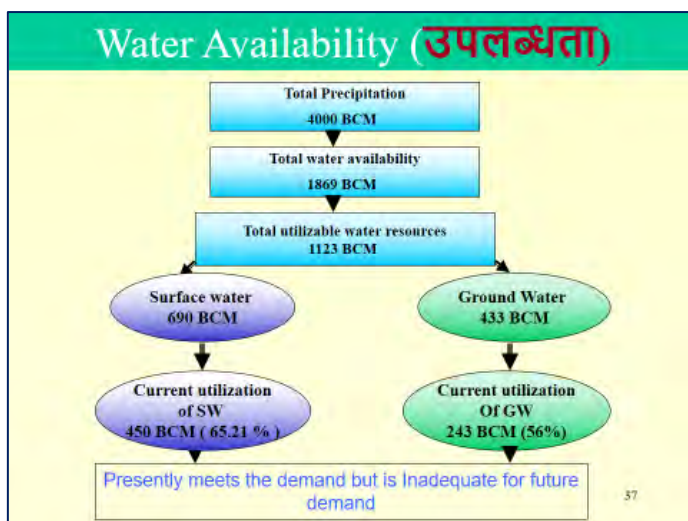 Water Availability (उपलब्धता)
Total Precipitation
4000 BCM
Total water availability
1869 BCM
Total utilizable water resources
1123 BCM
Surface water
690 BCM
Ground Water
433 BCM
Current utilization
of SW
450 BCM ( 65.21 % )
Current utilization
Of GW
243 BCM (56%)
Presently meets the demand but is Inadequate for future
demand
37